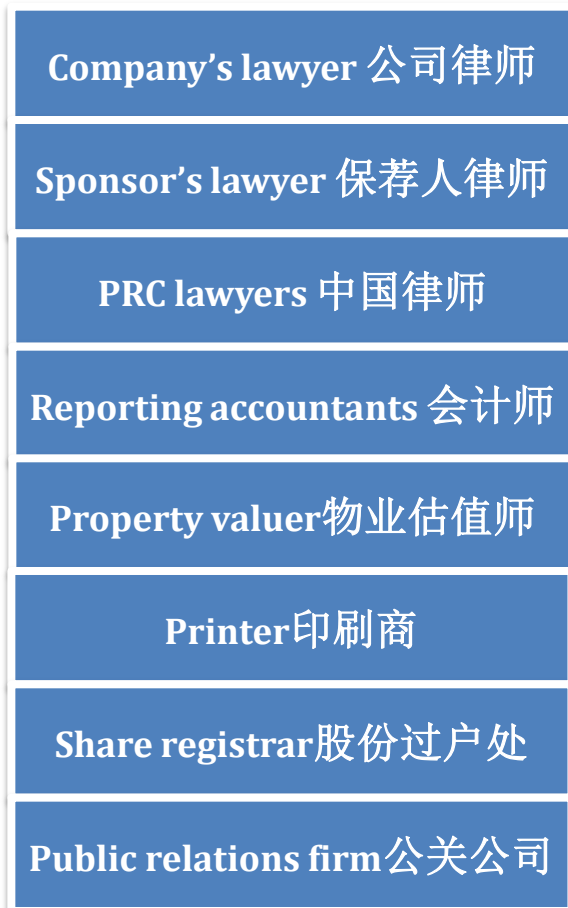 Company’s lawyer 公司律师
Sponsor’s lawyer 保荐人律师
PRC lawyers 中国律师
Reporting accountants 会计师
Property valuer物业估值师
Printer印刷商
Share registrar股份过户处
Public relations firm公关公司